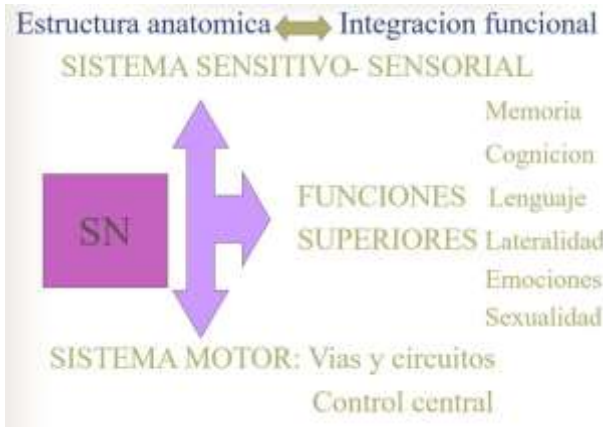 Estructura anatomica Integracion funcional
SISTEMA SENSITIVO- SENSORIAL
Memoria
Cognicion
FUNCIONES Lenguaje
SN
SUPERIORES Lateralidad
Emociones
Sexualidad
SISTEMA MOTOR: Vias y circuitos
Control central